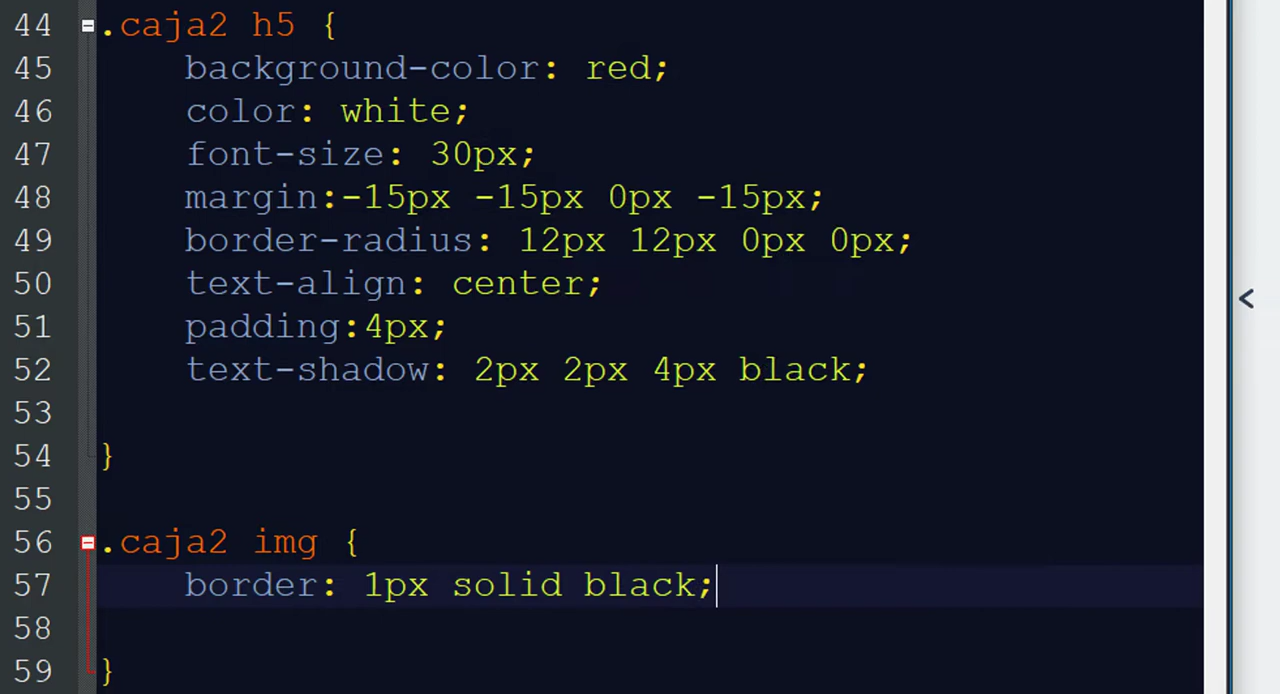 44 .caja2 h5 {
45 background-color: red;
46 color: white;
47 font-size: 30px;
48 margin:-15px -15px 0px -15px;
49 border-radius: 12px 12px 0px 0px;
50 text-align: center;
51 padding:4px;
52 text-shadow: 2px 2px 4px black;
53
54 }
55
56 .caja2 img {
57 border: 1px solid black;
58
59 }